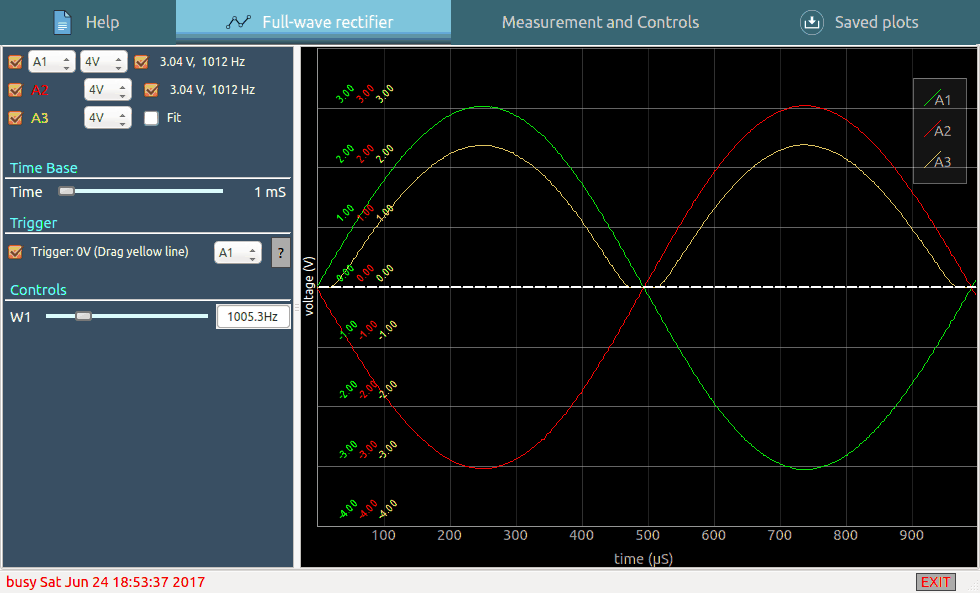 Help Full-wave rectifier Measurement and Controls Saved plots
A1 4V 3.04 V, 1012 Hz
A2 4V 3.04 V, 1012 Hz
A3 4V Fit
Time Base
Time 1 mS
Trigger
Trigger: 0V (Drag yellow line) A1 ?
Controls
W1 1005.3Hz
voltage (V)
3.00 3.00 3.00
2.00 2.00 2.00
1.00 1.00 1.00
0.00 0.00 0.00
-1.00 -1.00 -1.00
-2.00 -2.00 -2.00
-3.00 -3.00 -3.00
-4.00 -4.00 -4.00
A1
A2
A3
100 200 300 400 500 600 700 800 900
time (μS)
busy Sat Jun 24 18:53:37 2017 EXIT